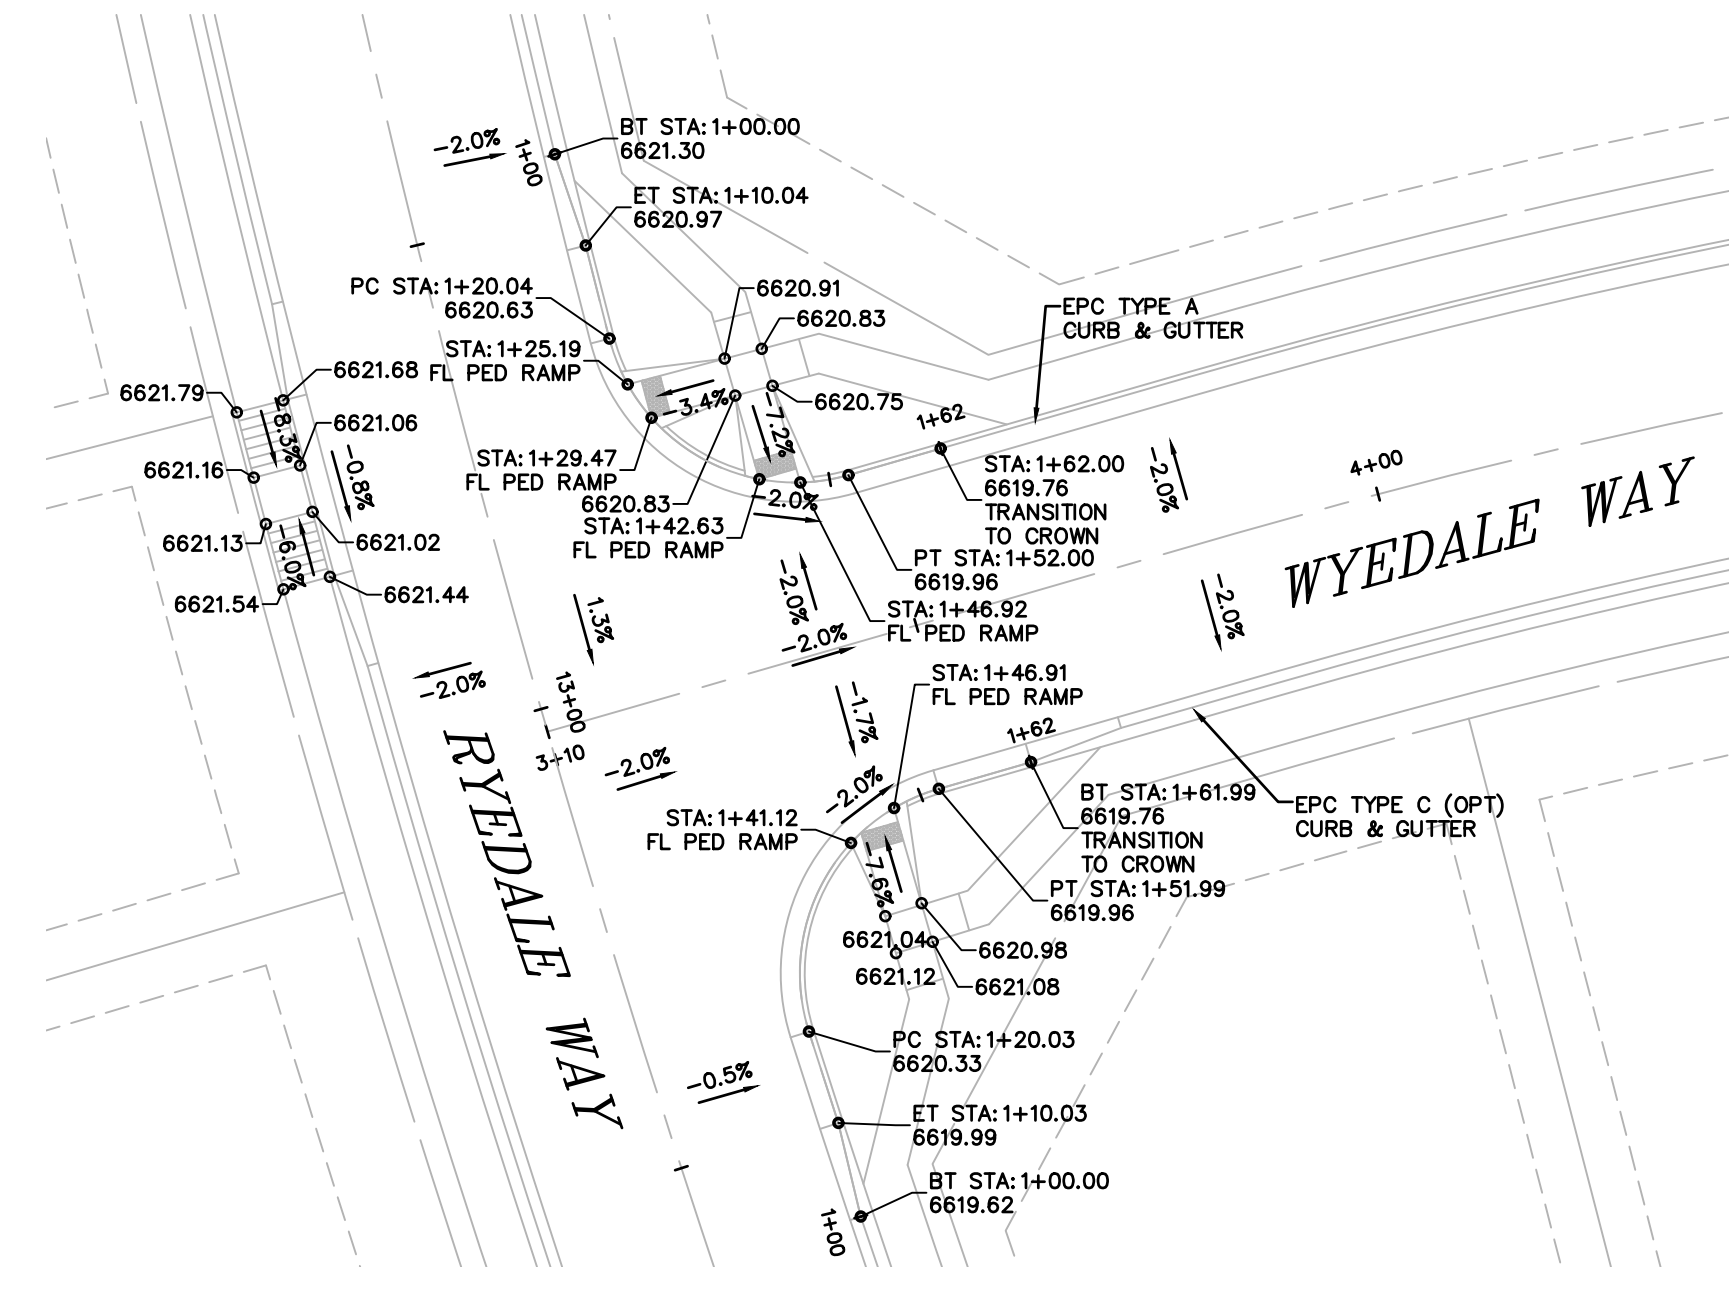 BT STA:1+00.00
6621.30
-2.0%
1+00
ET STA:1+10.04
6620.97
PC STA:1+20.04
6620.63
6620.91
6620.83
EPC TYPE A
CURB & GUTTER
STA:1+25.19
FL PED RAMP
6621.68
6621.79
-8.3%
6621.06
-3.4%
-7.2%
6620.75
1+62
6621.16
-0.8%
STA:1+29.47
FL PED RAMP
6620.83
-2.0%
STA:1+62.00
6619.76
TRANSITION
TO CROWN
-2.0%
4+00
WYEDALE WAY
STA:1+42.63
FL PED RAMP
6621.13
-6.0%
6621.02
6621.54
6621.44
PT STA:1+52.00
6619.96
-2.0%
1.3%
-2.0%
STA:1+46.92
FL PED RAMP
-2.0%
-2.0%
13+00
3+10
STA:1+46.91
FL PED RAMP
-1.7%
1+62
-2.0%
-2.0%
RYEDALE WAY
STA:1+41.12
FL PED RAMP
-7.6%
BT STA:1+61.99
6619.76
TRANSITION
TO CROWN
EPC TYPE C (OPT)
CURB & GUTTER
PT STA:1+51.99
6619.96
6621.04
6620.98
6621.12
6621.08
PC STA:1+20.03
6620.33
-0.5%
ET STA:1+10.03
6619.99
BT STA:1+00.00
6619.62
1+00